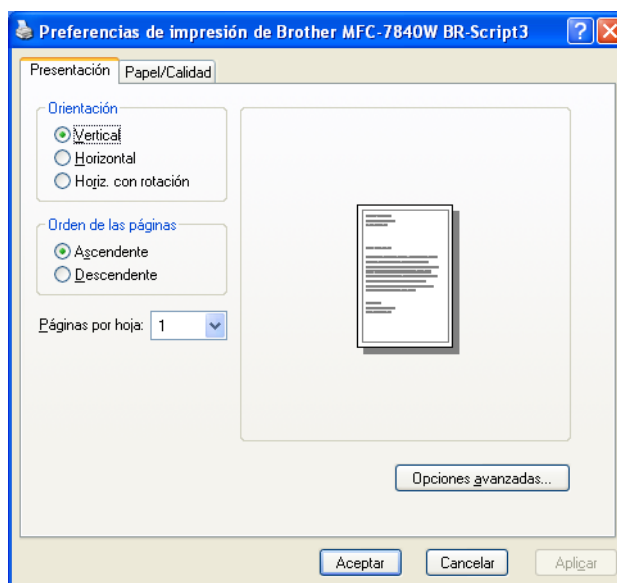 Preferencias de impresión de Brother MFC-7840W BR-Script3
Presentación Papel/Calidad
Orientación
Vertical
Horizontal
Horiz. con rotación
Orden de las páginas
Ascendente
Descendente
Páginas por hoja: 1
Opciones avanzadas...
Aceptar Cancelar Aplicar